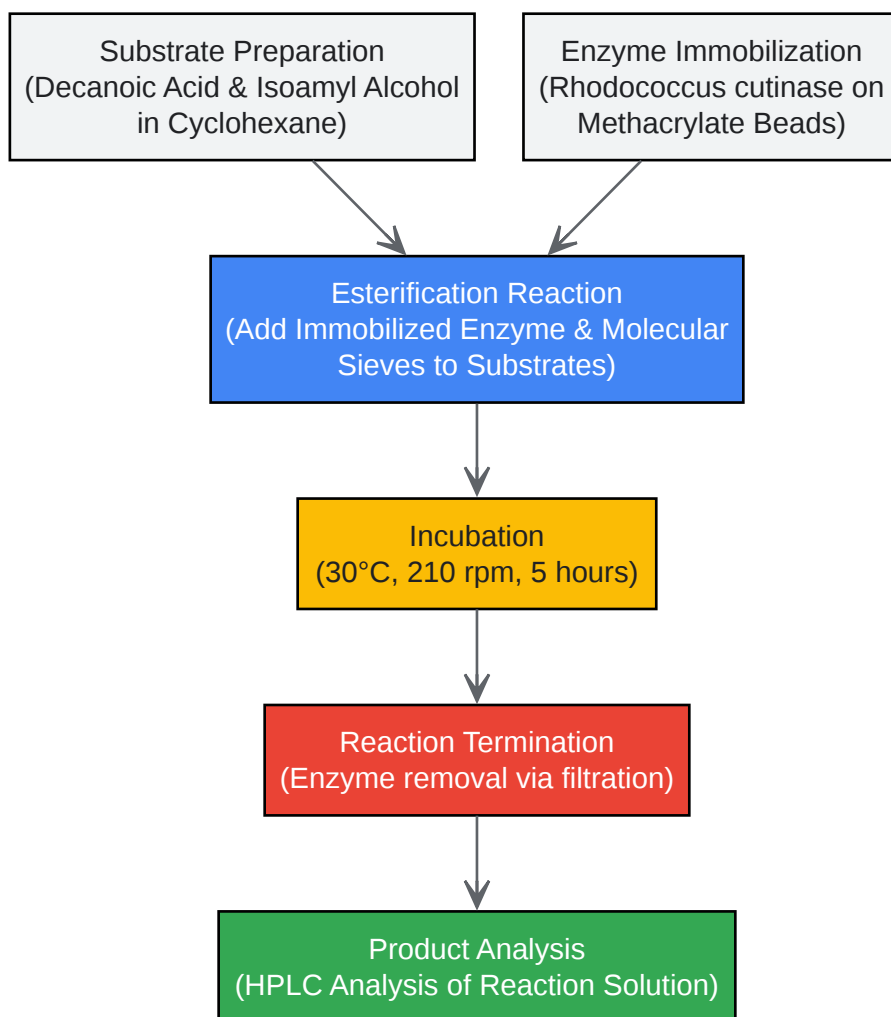 Substrate Preparation
(Decanoic Acid & Isoamyl Alcohol
in Cyclohexane)
Enzyme Immobilization
(Rhodococcus cutinase on
Methacrylate Beads)
Esterification Reaction
(Add Immobilized Enzyme & Molecular
Sieves to Substrates)
Incubation
(30°C, 210 rpm, 5 hours)
Reaction Termination
(Enzyme removal via filtration)
Product Analysis
(HPLC Analysis of Reaction Solution)